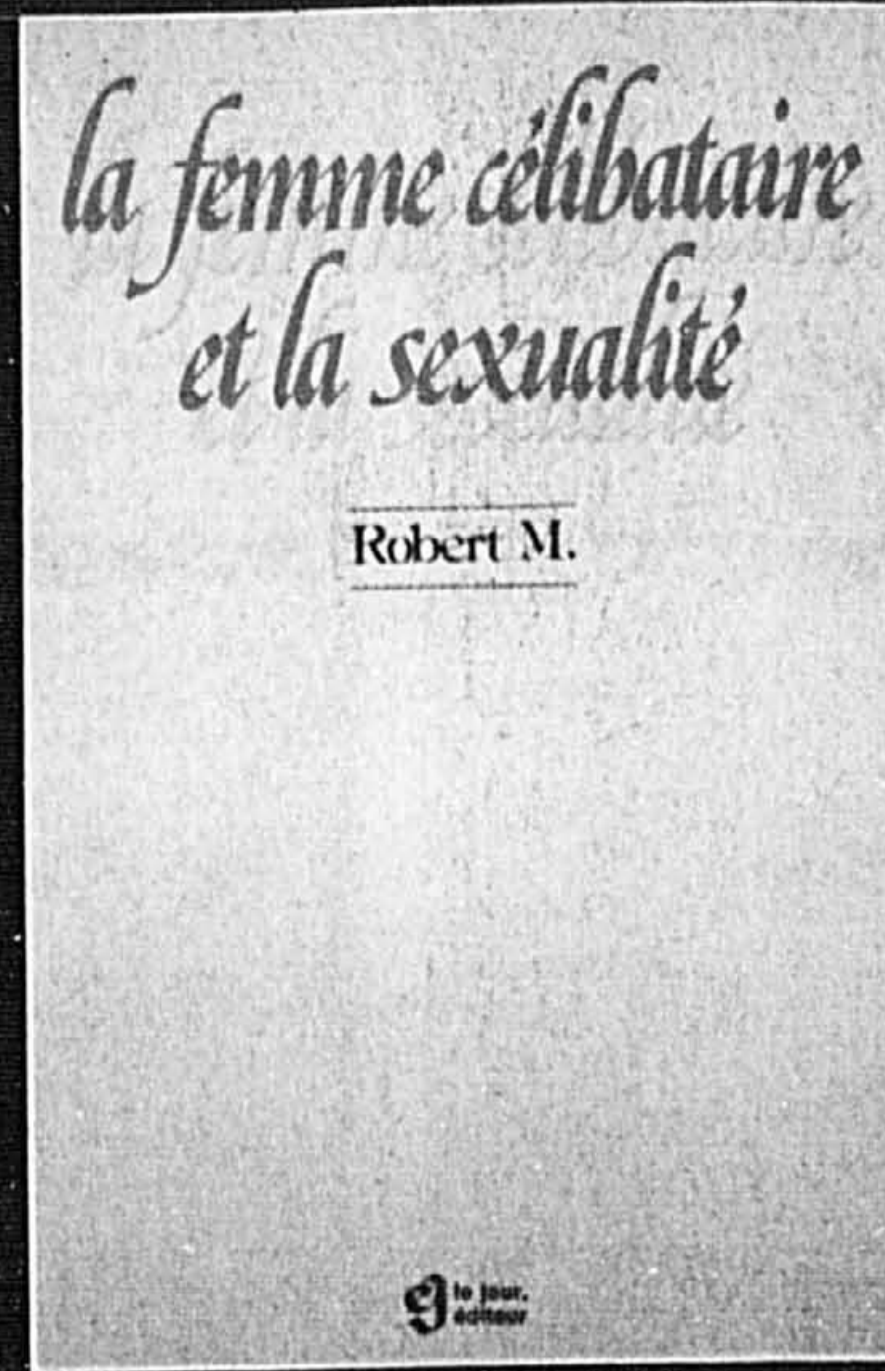 la femme célibataire
et la sexualité
Robert M.
le jour,
éditeur